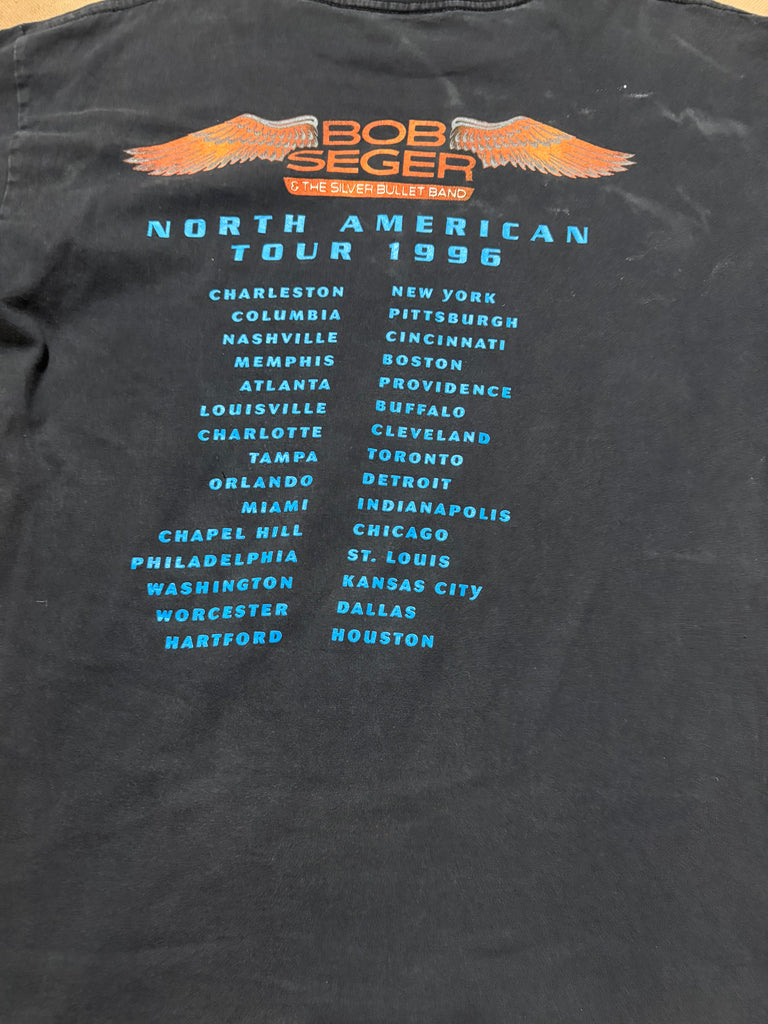 BOB
SEGER
& THE SILVER BULLET BAND
NORTH AMERICAN
TOUR 1996
CHARLESTON NEW YORK
COLUMBIA PITTSBURGH
NASHVILLE CINCINNATI
MEMPHIS BOSTON
ATLANTA PROVIDENCE
LOUISVILLE BUFFALO
CHARLOTTE CLEVELAND
TAMPA TORONTO
ORLANDO DETROIT
MIAMI INDIANAPOLIS
CHAPEL HILL CHICAGO
PHILADELPHIA ST. LOUIS
WASHINGTON KANSAS CITY
WORCESTER DALLAS
HARTFORD HOUSTON